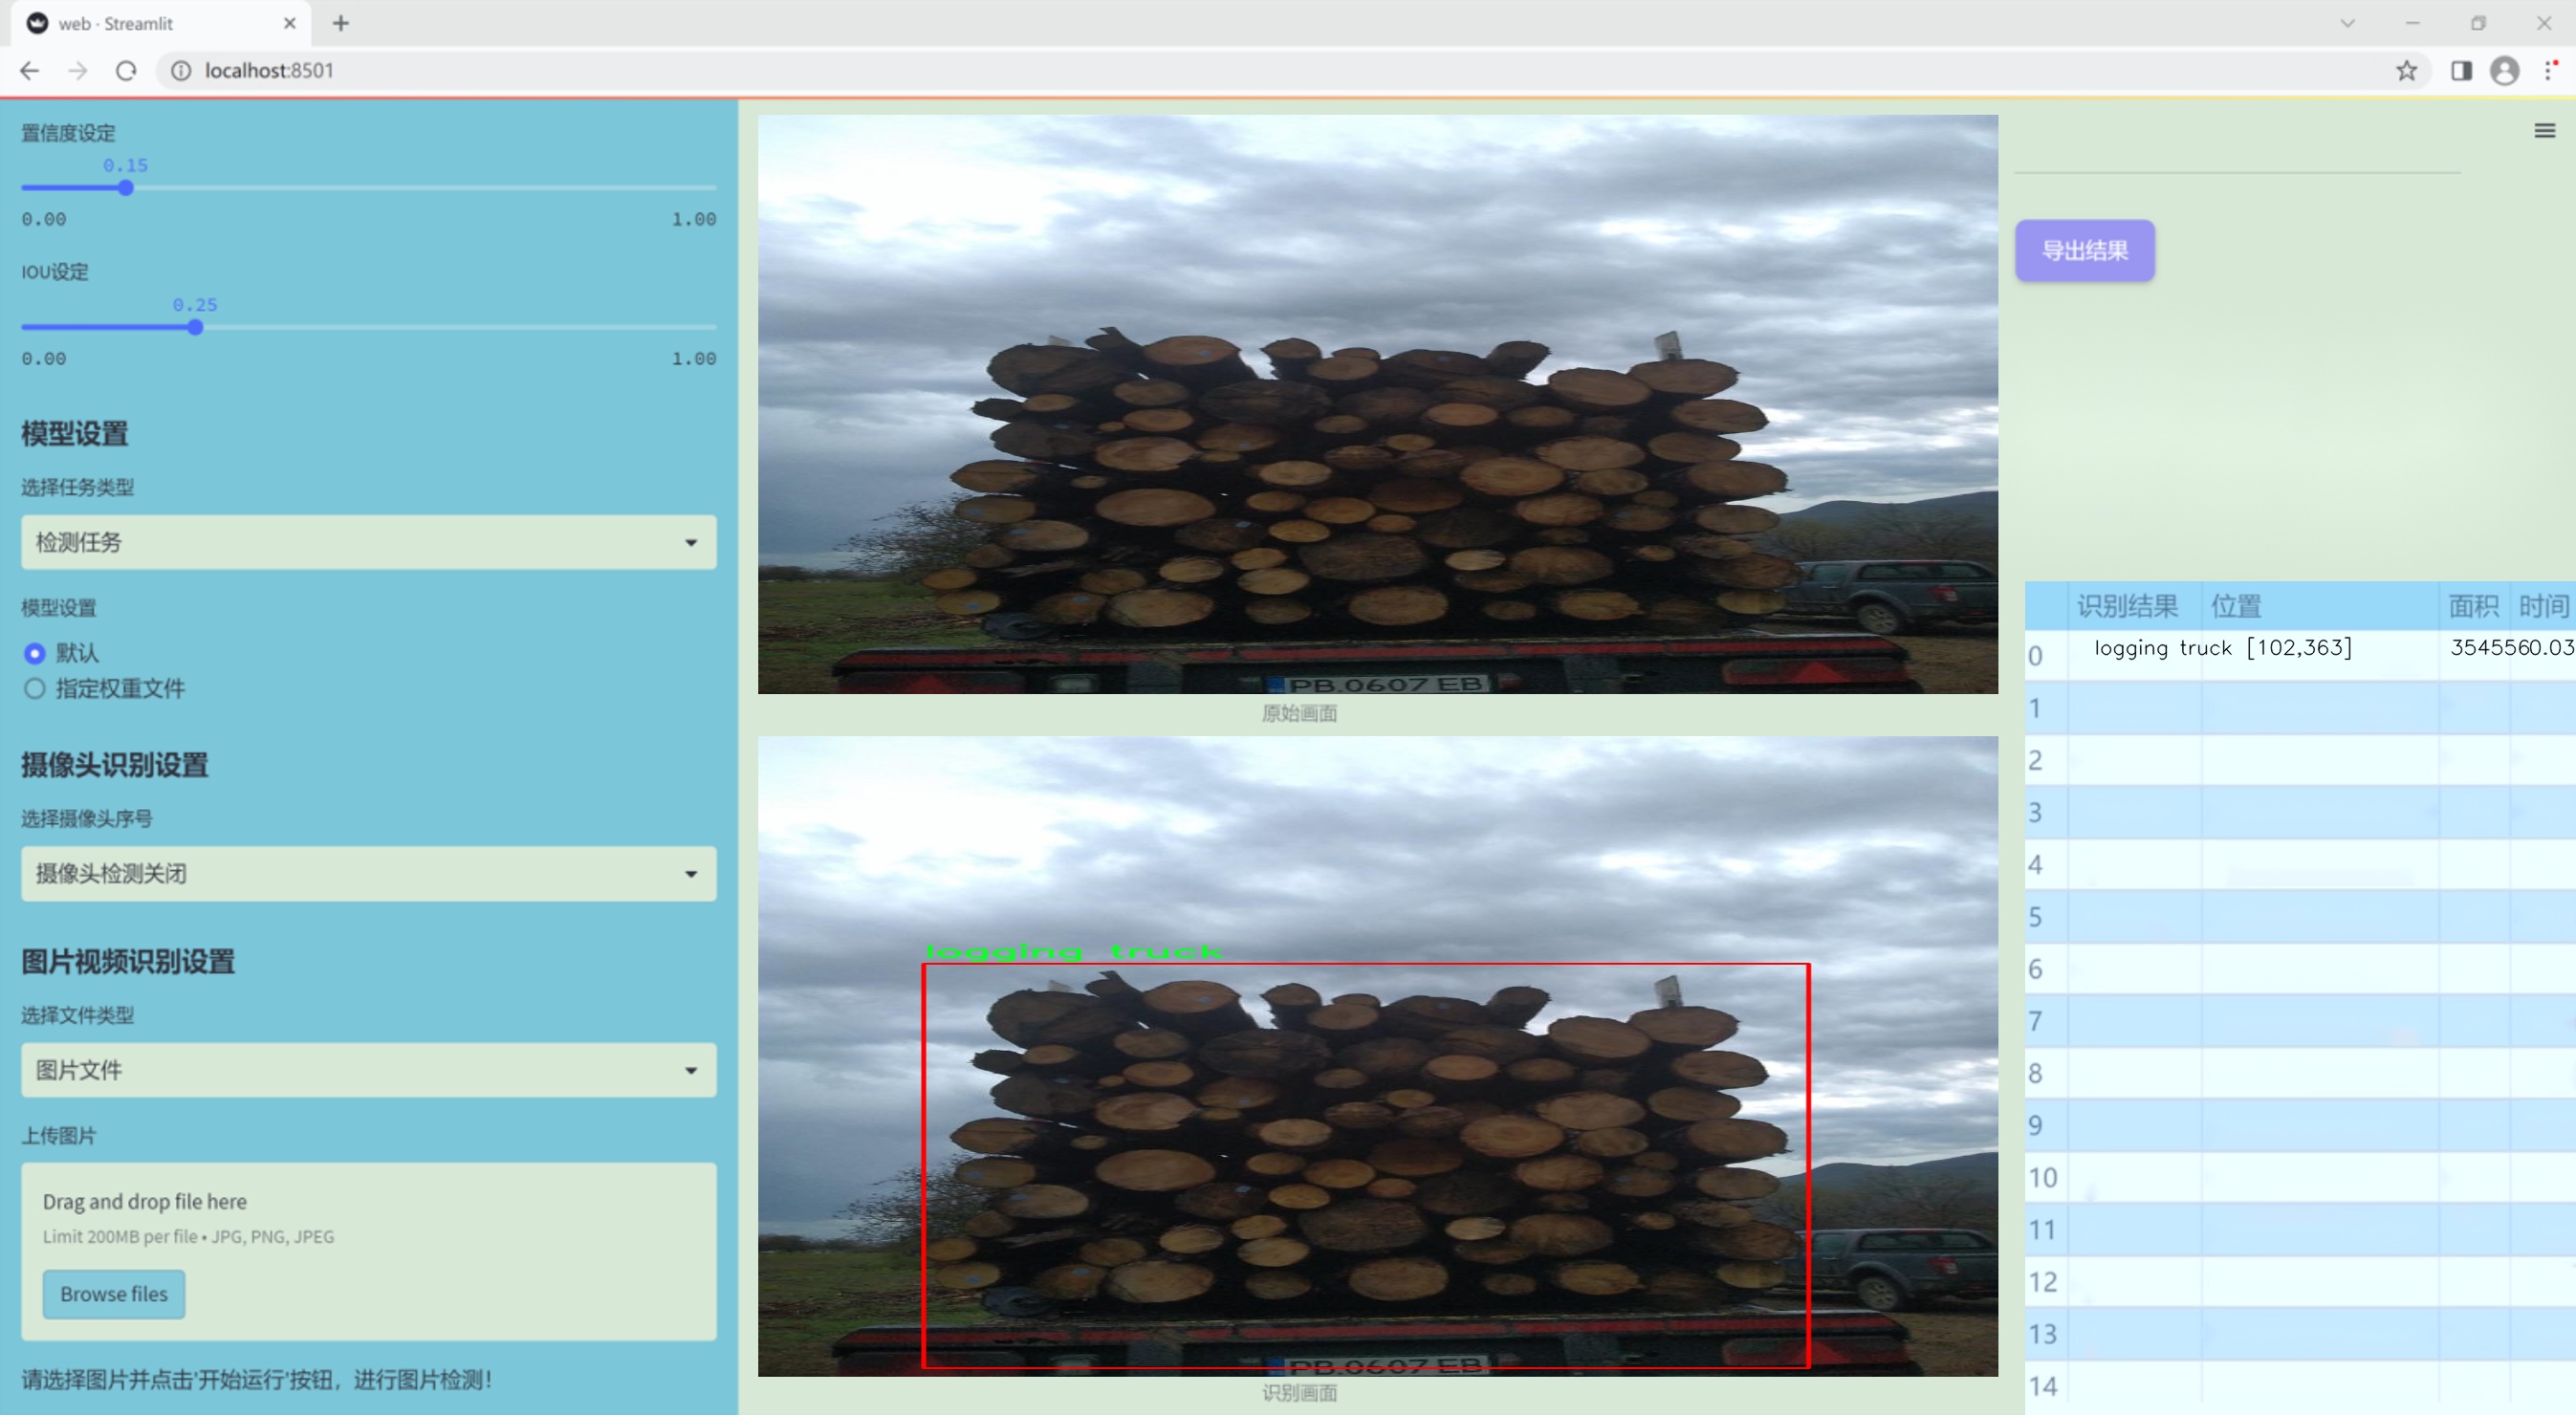 web · Streamlit
localhost:8501
置信度设定
0.15
0.00 1.00
IOU设定
0.25
0.00 1.00
模型设置
选择任务类型
检测任务
模型设置
默认
指定权重文件
摄像头识别设置
选择摄像头序号
摄像头检测关闭
图片视频识别设置
选择文件类型
图片文件
上传图片
Drag and drop file here
Limit 200MB per file • JPG, PNG, JPEG
Browse files
请选择图片并点击'开始运行'按钮，进行图片检测！
PB.0607 EB
原始画面
logging truck
PB.0607 EB
识别画面
导出结果
识别结果 位置 面积 时间
0 logging truck [102,363] 3545560.03
1
2
3
4
5
6
7
8
9
10
11
12
13
14